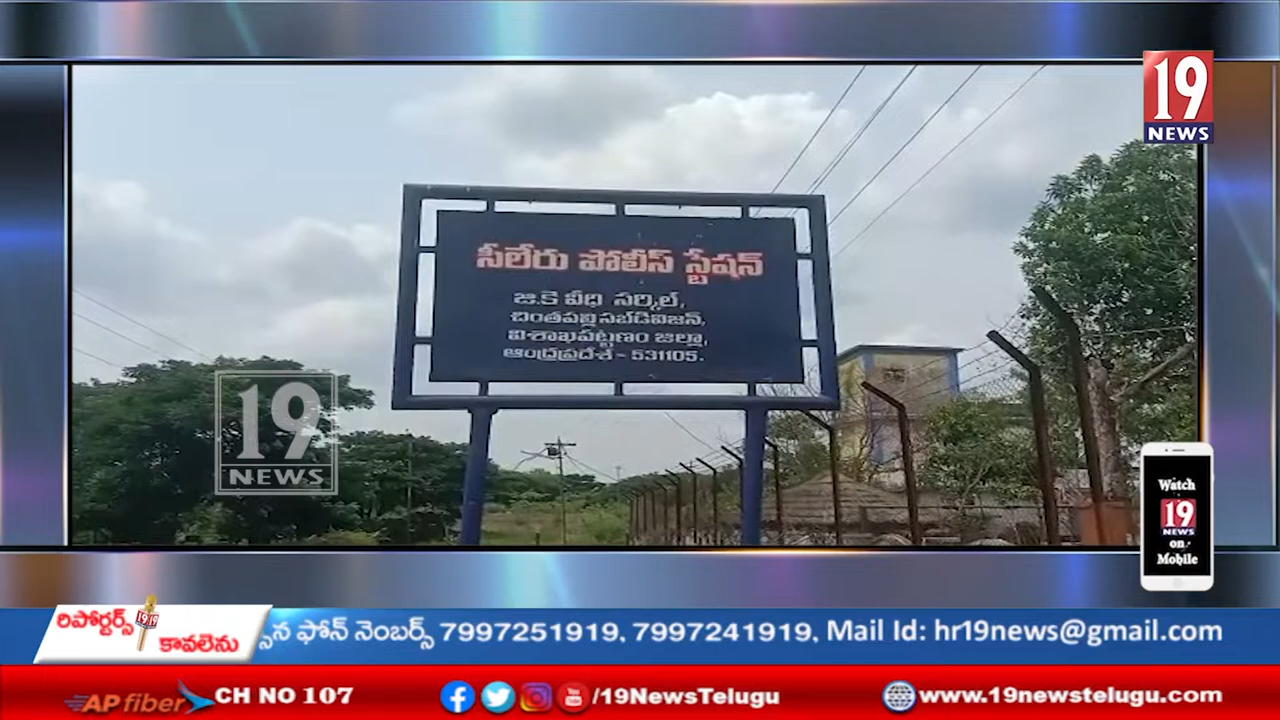 19
NEWS
సీలేరు పోలీస్ స్టేషన్
జి.కె వీధి సర్కిల్,
చింతపల్లి సబ్‌డివిజన్,
విశాఖపట్టణం జిల్లా,
ఆంధ్రప్రదేశ్ - 531105.
19
NEWS
Watch
19
NEWS
on
Mobile
రిపోర్టర్స్
19 19
కావలెను
సిన ఫోన్ నెంబర్స్ 7997251919, 7997241919, Mail Id: hr19news@gmail.com
AP fiber CH NO 107
/19NewsTelugu
www.19newstelugu.com